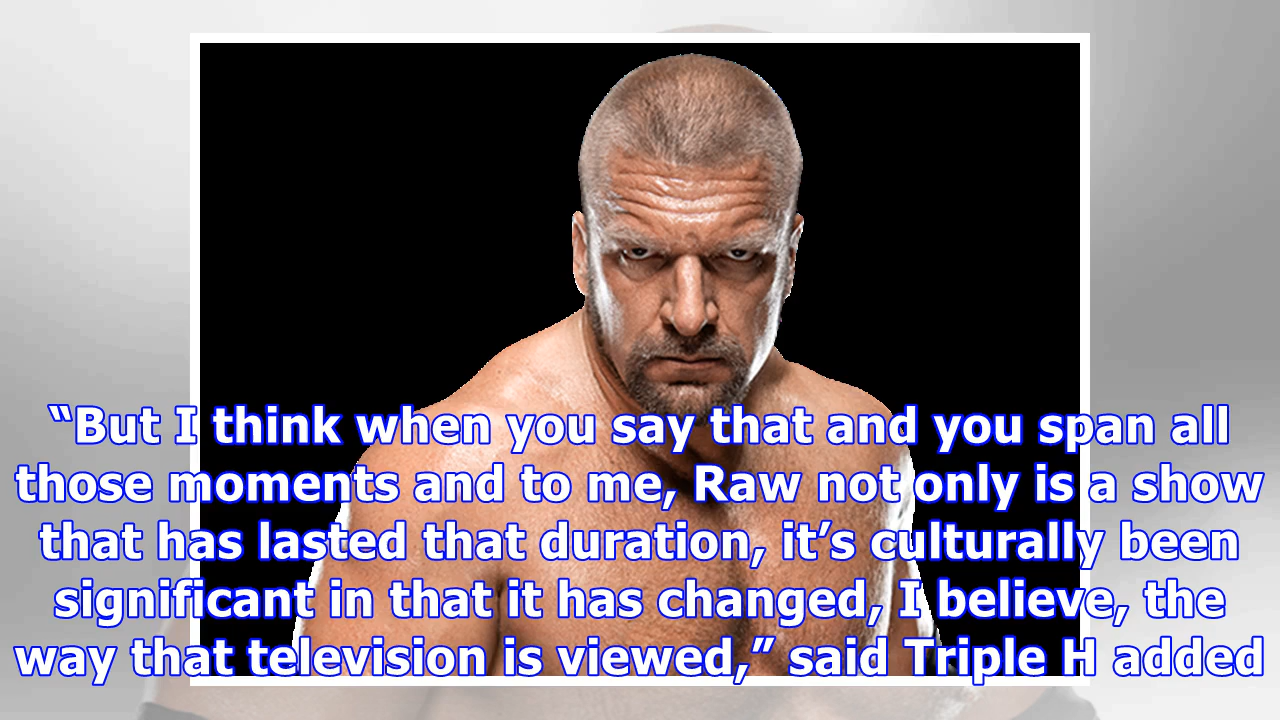 “But I think when you say that and you span all
those moments and to me, Raw not only is a show
that has lasted that duration, it’s culturally been
significant in that it has changed, I believe, the
way that television is viewed,” said Triple H added